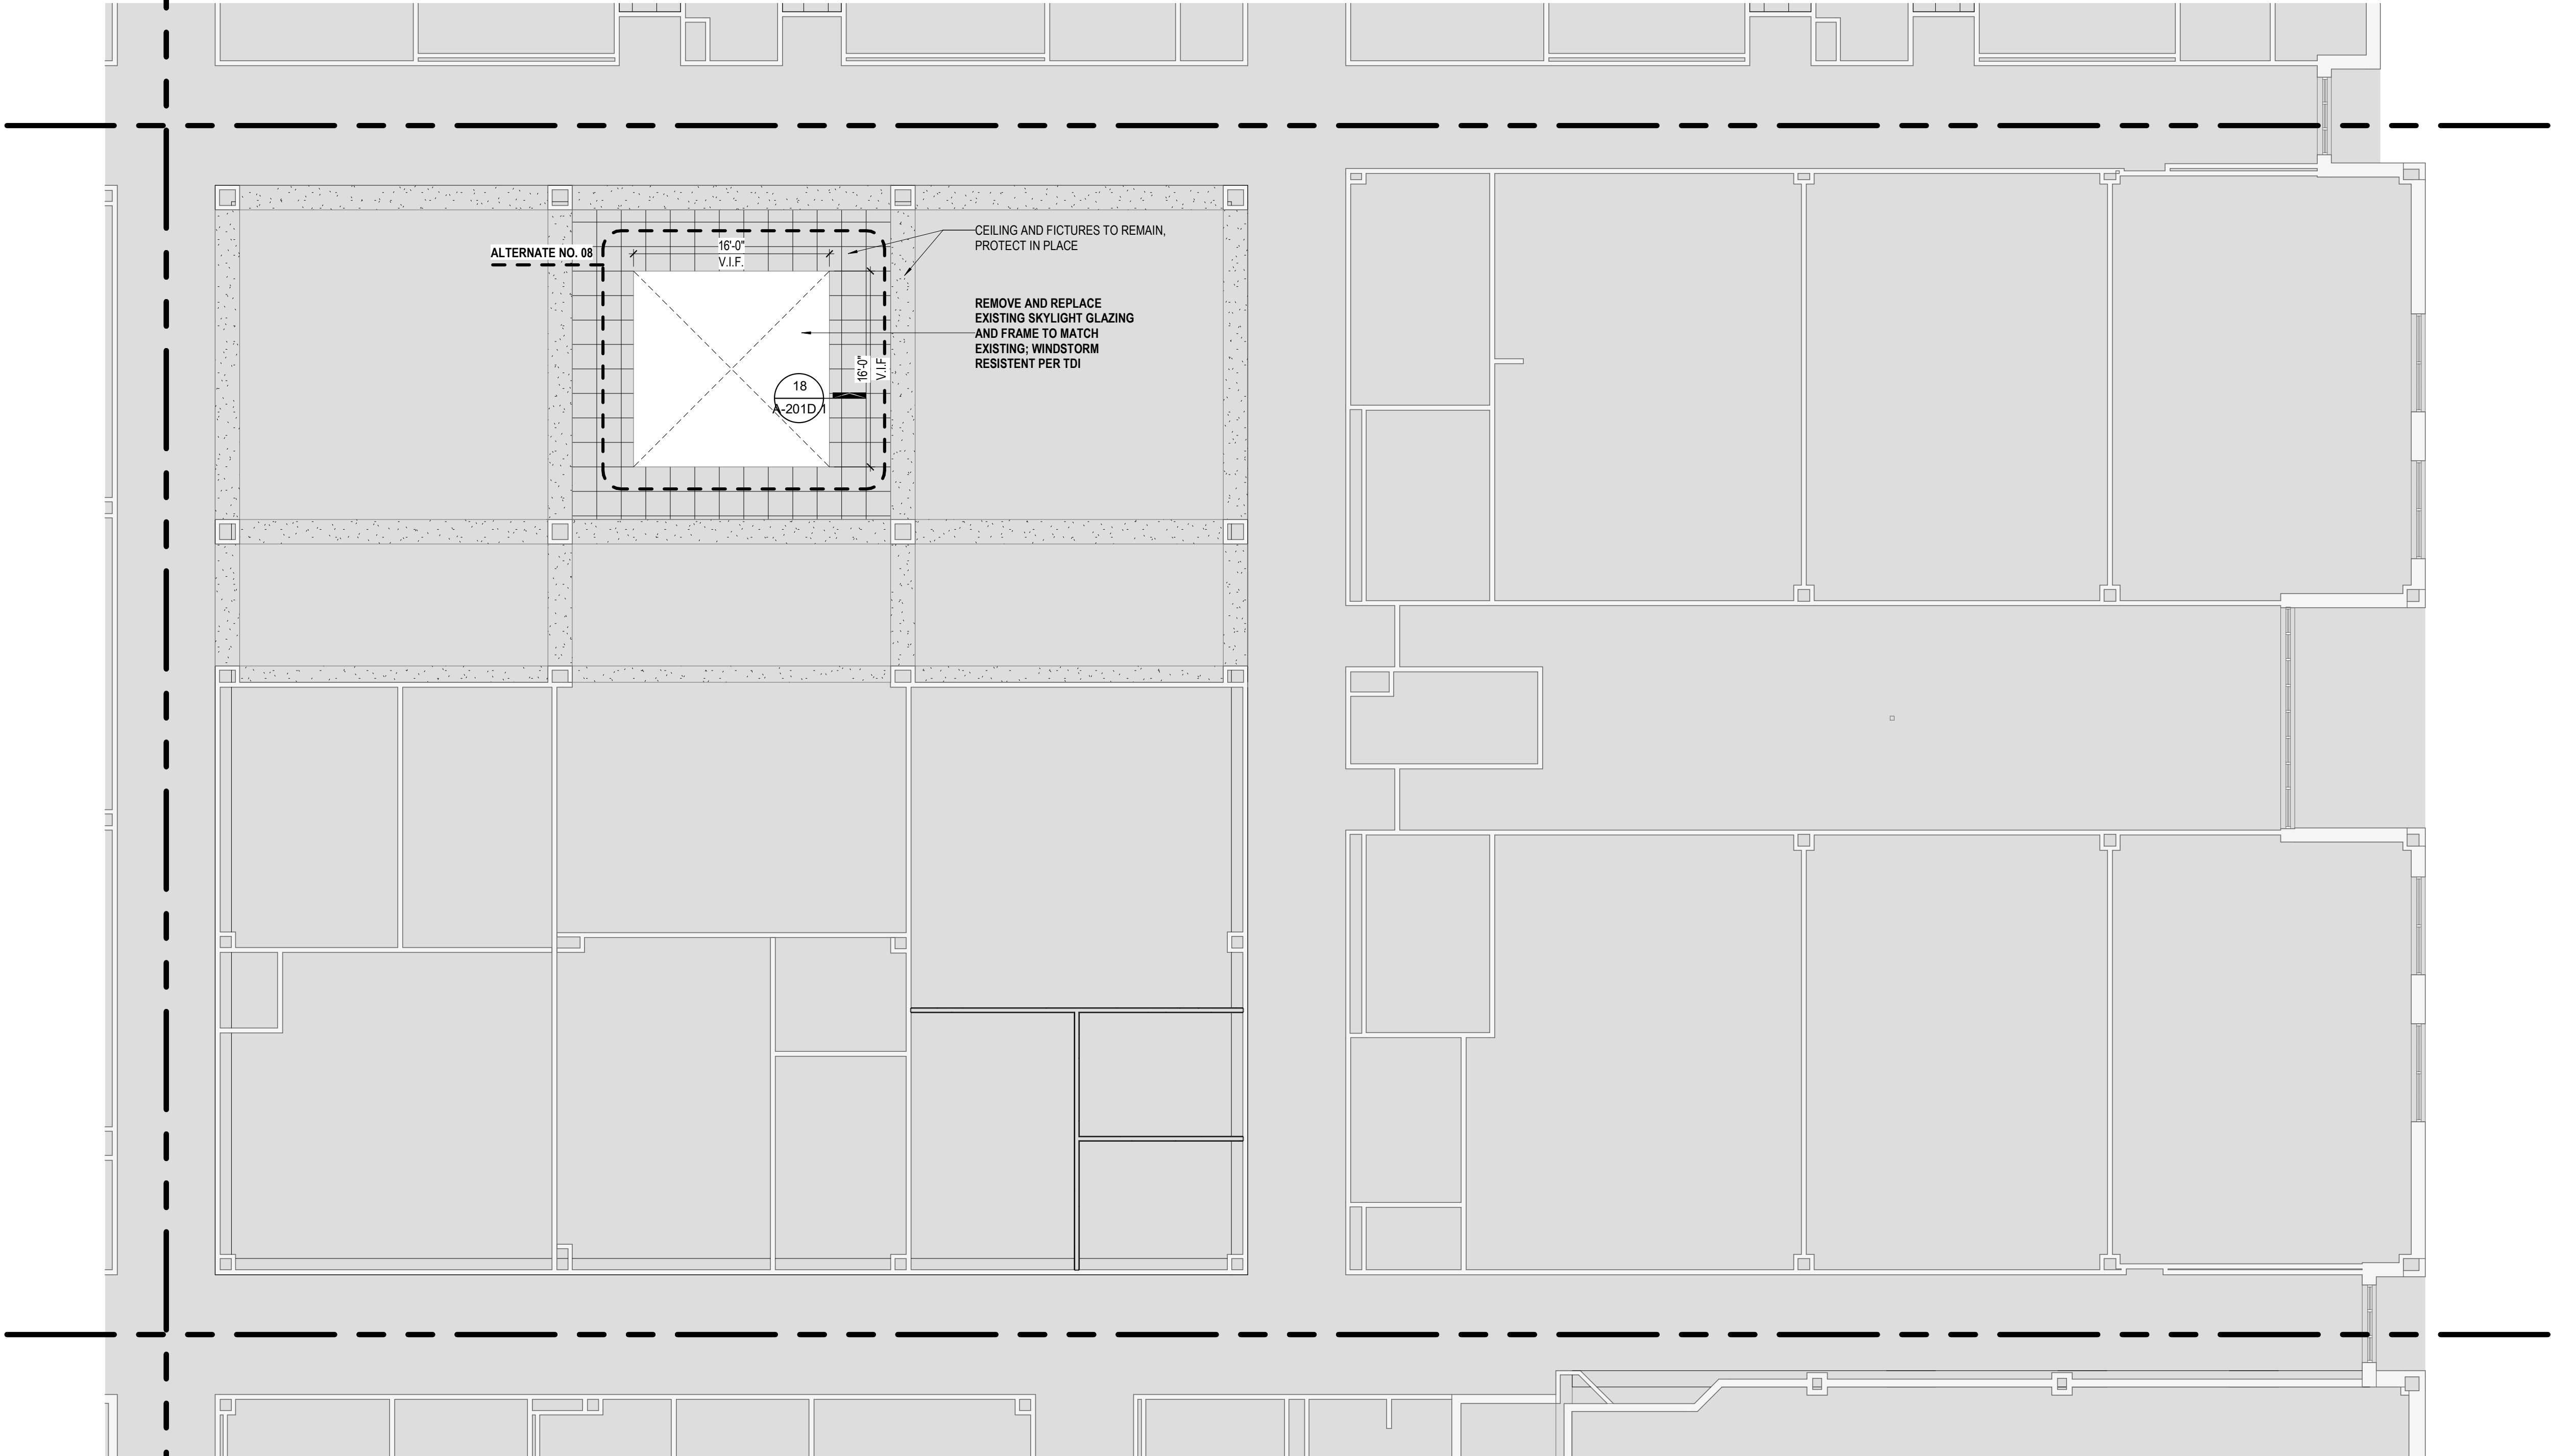 ALTERNATE NO. 08
16'-0"
V.I.F.
CEILING AND FICTURES TO REMAIN,
PROTECT IN PLACE
REMOVE AND REPLACE
EXISTING SKYLIGHT GLAZING
AND FRAME TO MATCH
EXISTING; WINDSTORM
RESISTENT PER TDI
16'-0"
V.I.F.
18
A-201D.1